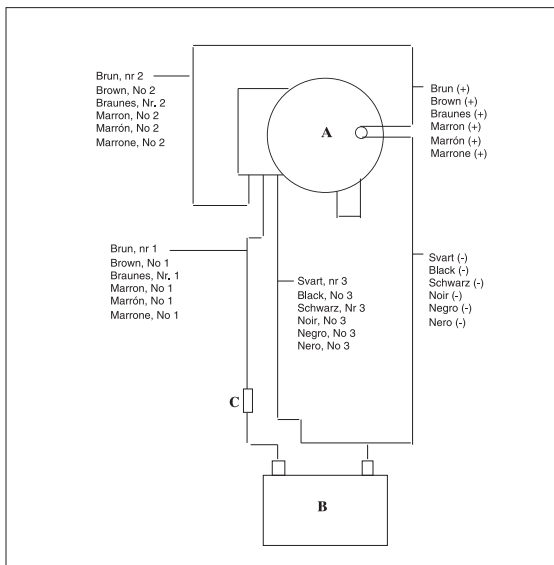 Brun, nr 2
Brown, No 2
Braunes, Nr. 2
Marron, No 2
Marrón, No 2
Marrone, No 2
A
Brun (+)
Brown (+)
Braunes (+)
Marron (+)
Marrón (+)
Marrone (+)
Brun, nr 1
Brown, No 1
Braunes, Nr. 1
Marron, No 1
Marrón, No 1
Marrone, No 1
Svart, nr 3
Black, No 3
Schwarz, Nr 3
Noir, No 3
Negro, No 3
Nero, No 3
Svart (-)
Black (-)
Schwarz (-)
Noir (-)
Negro (-)
Nero (-)
C
B